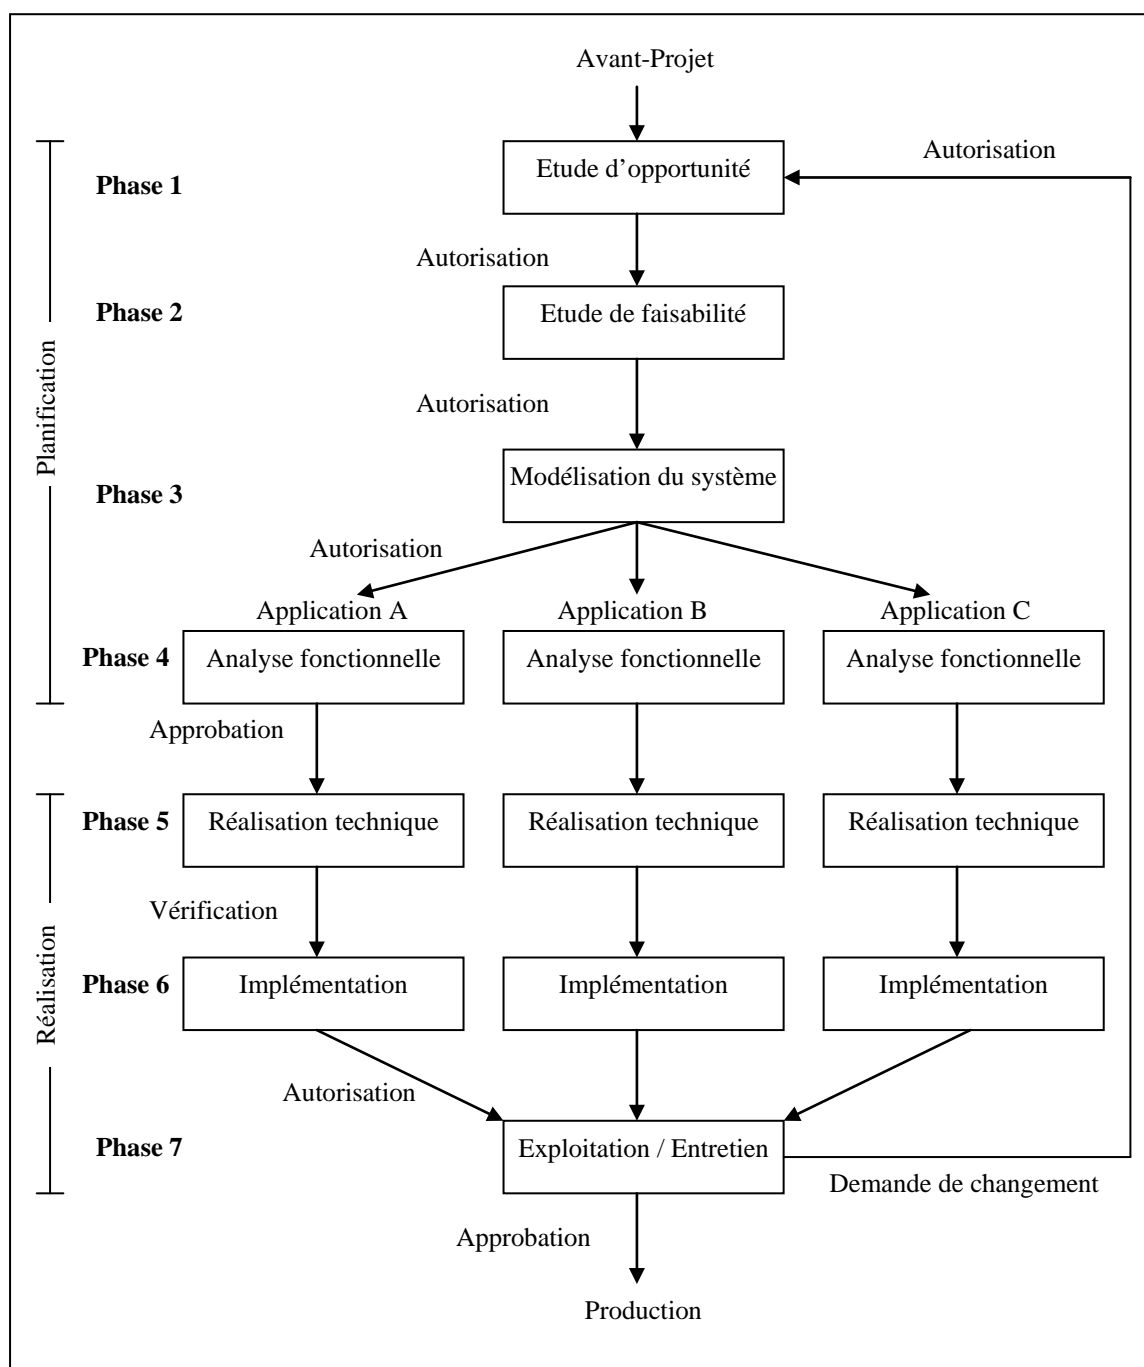 Avant-Projet
Autorisation
Etude d'opportunité
Phase 1
Autorisation
Phase 2
Etude de faisabilité
Planification
Autorisation
Modélisation du système
Phase 3
Autorisation
Application A
Application B
Application C
Phase 4
Analyse fonctionnelle
Analyse fonctionnelle
Analyse fonctionnelle
Approbation
Phase 5
Réalisation technique
Réalisation technique
Réalisation technique
Vérification
Réalisation
Phase 6
Implémentation
Implémentation
Implémentation
Autorisation
Phase 7
Exploitation / Entretien
Demande de changement
Approbation
Production